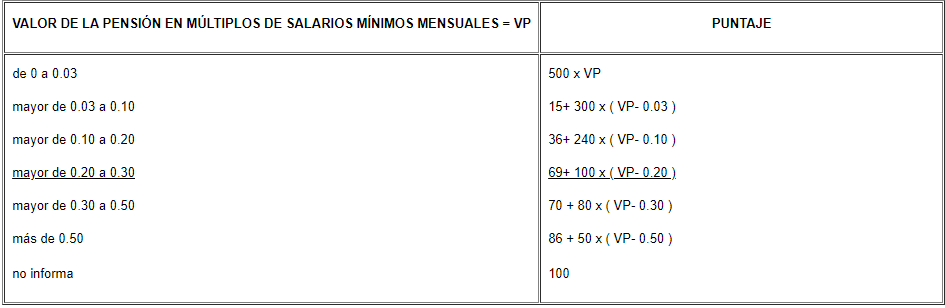 VALOR DE LA PENSIÓN EN MÚLTIPLOS DE SALARIOS MÍNIMOS MENSUALES = VP PUNTAJE
de 0 a 0.03 500 x VP
mayor de 0.03 a 0.10 15+ 300 x ( VP- 0.03 )
mayor de 0.10 a 0.20 36+ 240 x ( VP- 0.10 )
mayor de 0.20 a 0.30 69+ 100 x ( VP- 0.20 )
mayor de 0.30 a 0.50 70 + 80 x ( VP- 0.30 )
más de 0.50 86 + 50 x ( VP- 0.50 )
no informa 100